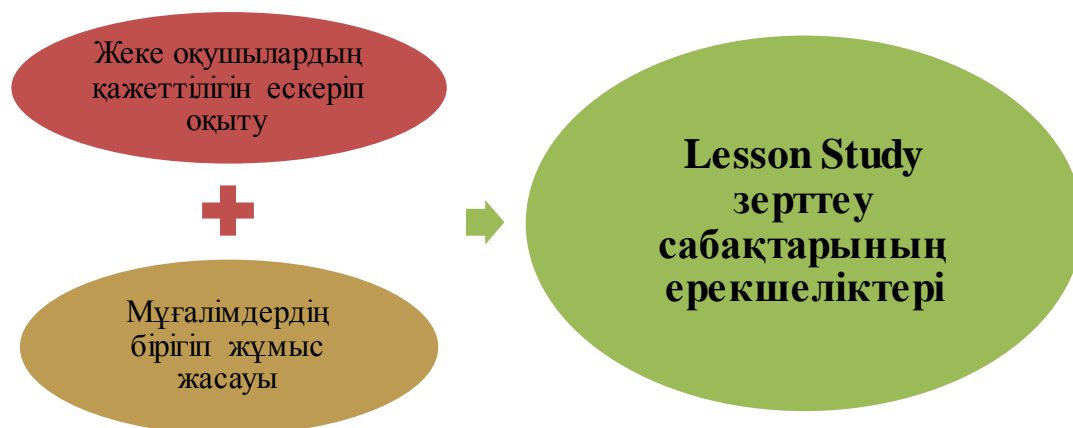 Жеке оқушылардың
қажеттілігін ескеріп
оқыту
Мұғалімдердің
бірігіп жұмыс
жасауы
Lesson Study
зерттеу
сабақтарының
ерекшеліктері